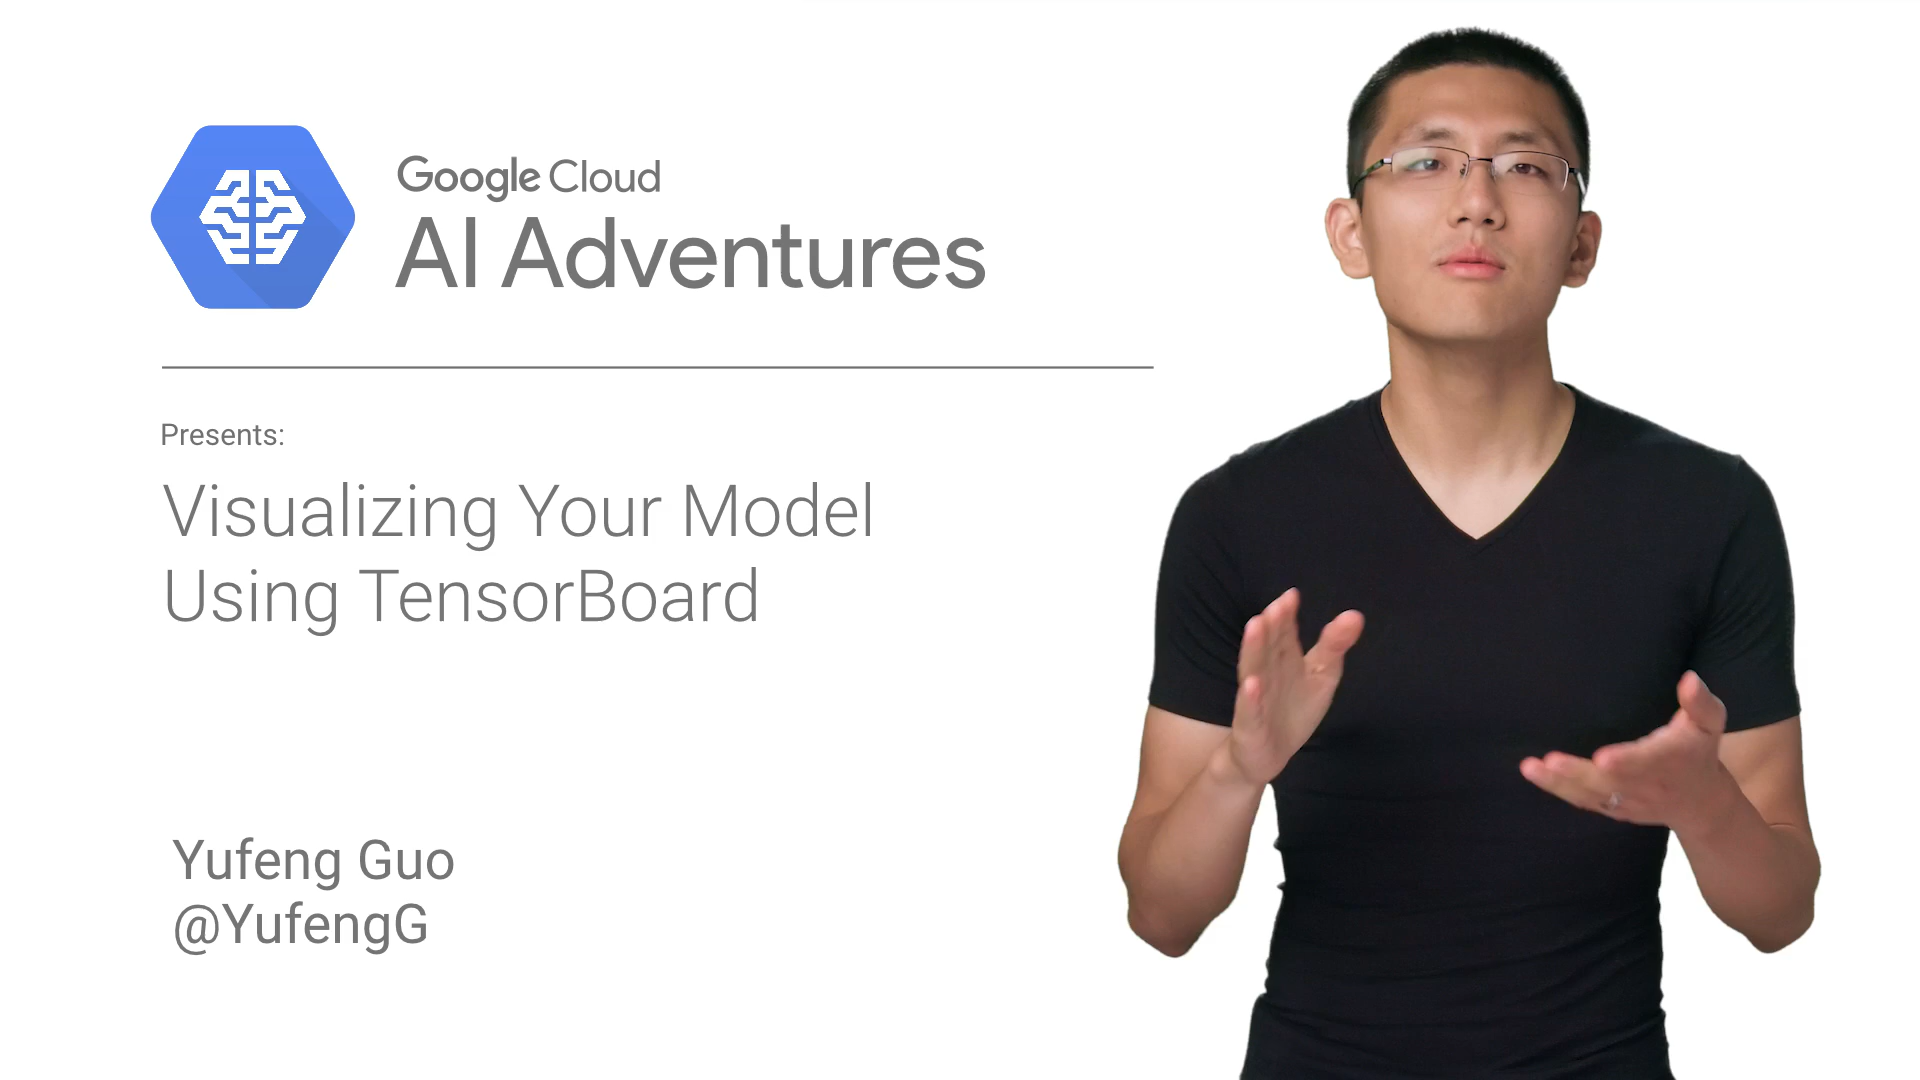 Google Cloud
AI Adventures
Presents:
Visualizing Your Model
Using TensorBoard
Yufeng Guo
@YufengG